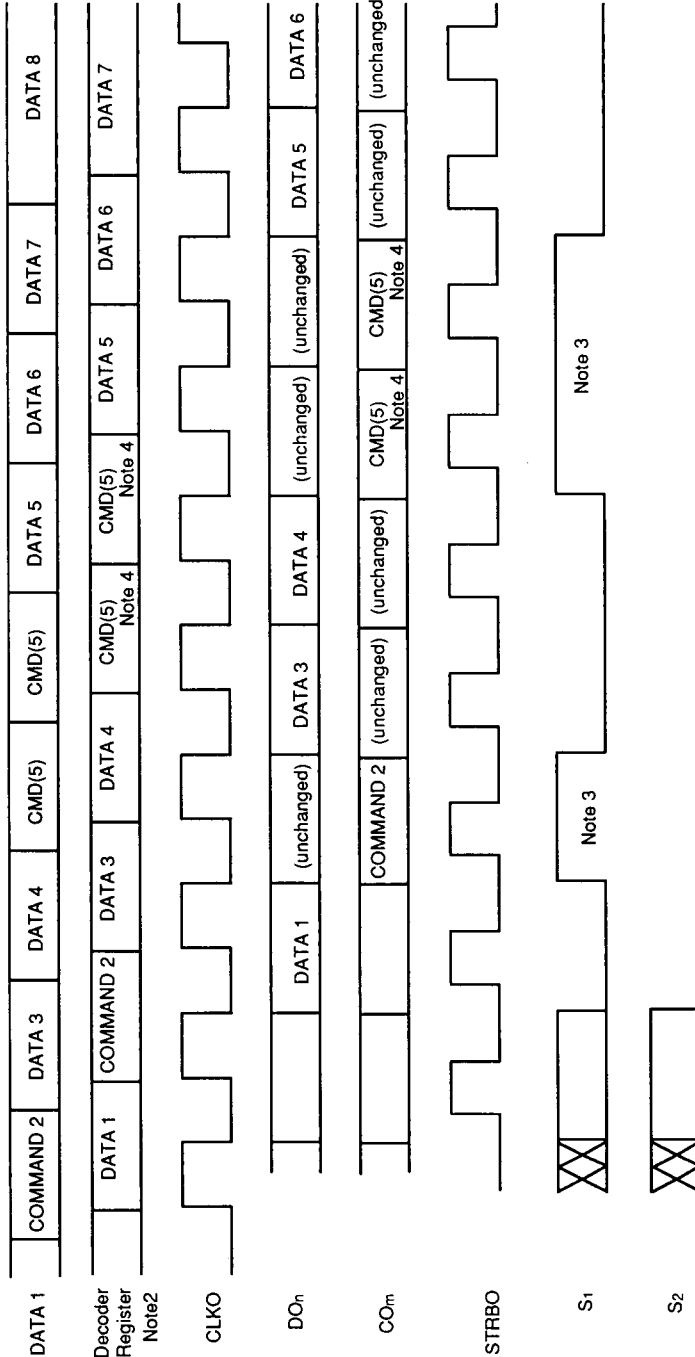 DATA 1 COMMAND 2 DATA 3 DATA 4 CMD(5) CMD(5) DATA 5 DATA 6 DATA 7 DATA 8
Decoder Register Note2 DATA 1 COMMAND 2 DATA 3 DATA 4 CMD(5) Note 4 CMD(5) Note 4 DATA 5 DATA 6 DATA 7
CLKO
DOn DATA 1 (unchanged) DATA 3 DATA 4 (unchanged) (unchanged) DATA 5 DATA 6
COm COMMAND 2 (unchanged) (unchanged) CMD(5) Note 4 CMD(5) Note 4 (unchanged) (unchanged)
STRBO
S1 Note 3 Note 3
S2